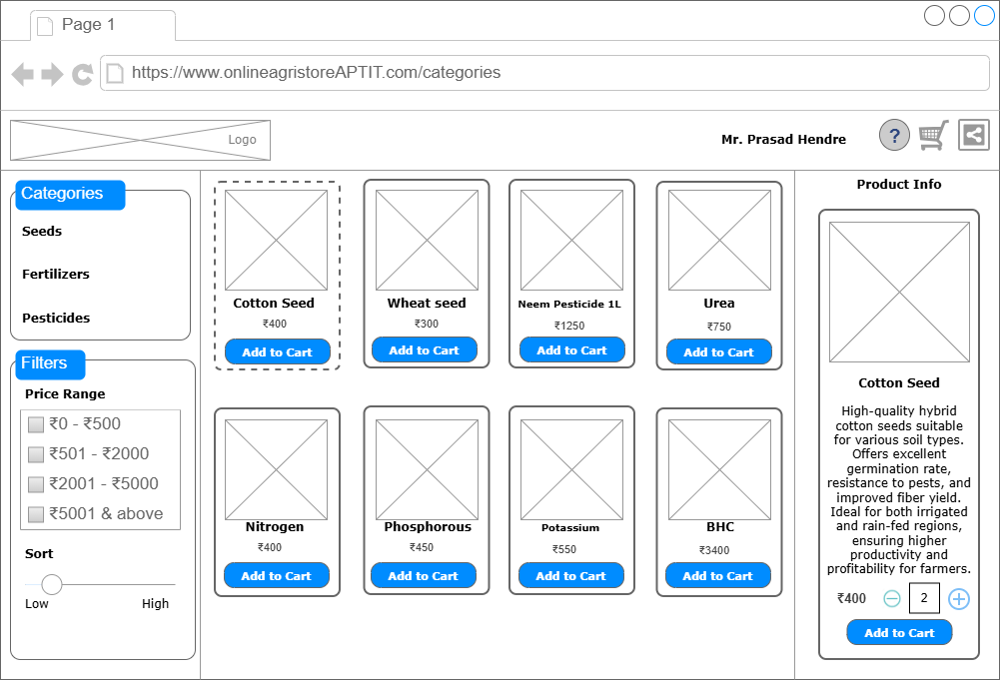 Page 1
https://www.onlineagristoreAPTIT.com/categories
Logo
Mr. Prasad Hendre
?
Categories
Seeds
Fertilizers
Pesticides
Filters
Price Range
₹0 - ₹500
₹501 - ₹2000
₹2001 - ₹5000
₹5001 & above
Sort
Low
High
Cotton Seed
₹400
Add to Cart
Wheat seed
₹300
Add to Cart
Neem Pesticide 1L
₹1250
Add to Cart
Urea
₹750
Add to Cart
Nitrogen
₹400
Add to Cart
Phosphorous
₹450
Add to Cart
Potassium
₹550
Add to Cart
BHC
₹3400
Add to Cart
Product Info
Cotton Seed
High-quality hybrid
cotton seeds suitable
for various soil types.
Offers excellent
germination rate,
resistance to pests, and
improved fiber yield.
Ideal for both irrigated
and rain-fed regions,
ensuring higher
productivity and
profitability for farmers.
₹400
2
Add to Cart